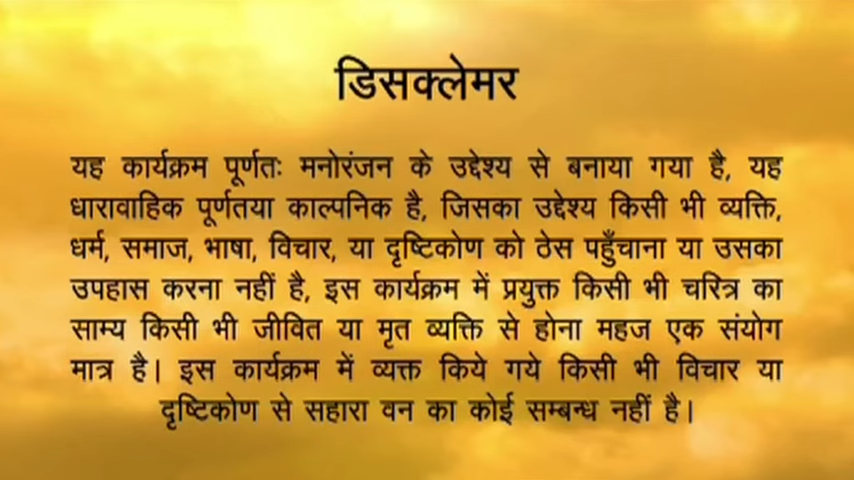 डिसक्लेमर
यह कार्यक्रम पूर्णतः मनोरंजन के उद्देश्य से बनाया गया है, यह
धारावाहिक पूर्णतया काल्पनिक है, जिसका उद्देश्य किसी भी व्यक्ति,
धर्म, समाज, भाषा, विचार, या दृष्टिकोण को ठेस पहुँचाना या उसका
उपहास करना नहीं है, इस कार्यक्रम में प्रयुक्त किसी भी चरित्र का
साम्य किसी भी जीवित या मृत व्यक्ति से होना महज एक संयोग
मात्र है। इस कार्यक्रम में व्यक्त किये गये किसी भी विचार या
दृष्टिकोण से सहारा वन का कोई सम्बन्ध नहीं है।